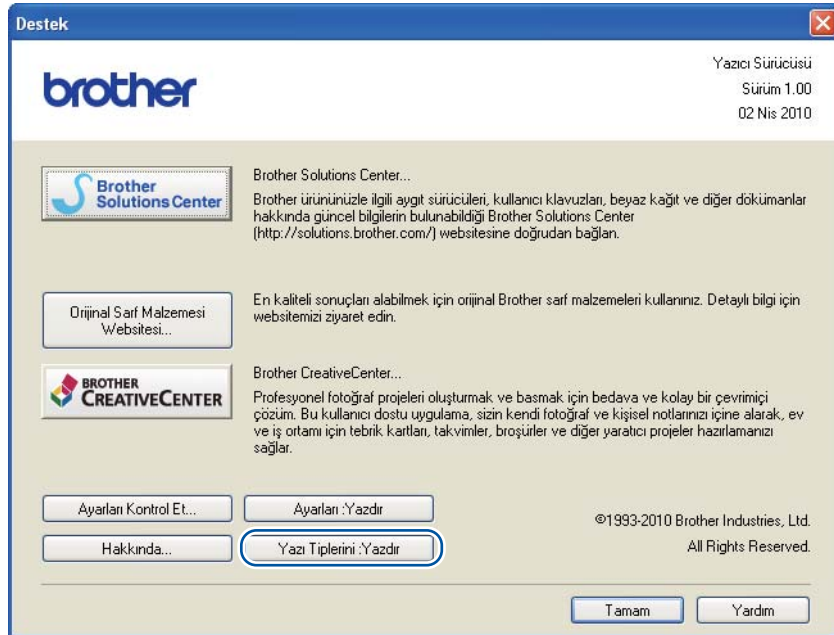 Destek
brother
Yazıcı Sürücüsü
Sürüm 1.00
02 Nis 2010
Brother
Solutions Center
Brother Solutions Center...
Brother ürününüzle ilgili aygıt sürücüleri, kullanıcı klavuzları, beyaz kağıt ve diğer dökümanlar
hakkında güncel bilgilerin bulunabildiği Brother Solutions Center
(http://solutions.brother.com/) websitesine doğrudan bağlan.
Orijinal Sarf Malzemesi
Websitesi...
En kaliteli sonuçları alabilmek için orijinal Brother sarf malzemeleri kullanınız. Detaylı bilgi için
websitemizi ziyaret edin.
BROTHER
CREATIVECENTER
Brother CreativeCenter...
Profesyonel fotoğraf projeleri oluşturmak ve basmak için bedava ve kolay bir çevrimiçi
çözüm. Bu kullanıcı dostu uygulama, sizin kendi fotoğraf ve kişisel notlarınızı içine alarak, ev
ve iş ortamı için tebrik kartları, takvimler, broşürler ve diğer yaratıcı projeler hazırlamanızı
sağlar.
Ayarları Kontrol Et...
Ayarları :Yazdır
Hakkında...
Yazı Tiplerini :Yazdır
©1993-2010 Brother Industries, Ltd.
All Rights Reserved.
Tamam
Yardım